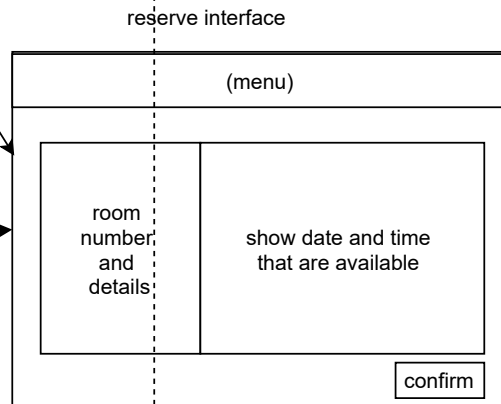 reserve interface
(menu)
room
number
and
details
show date and time
that are available
confirm